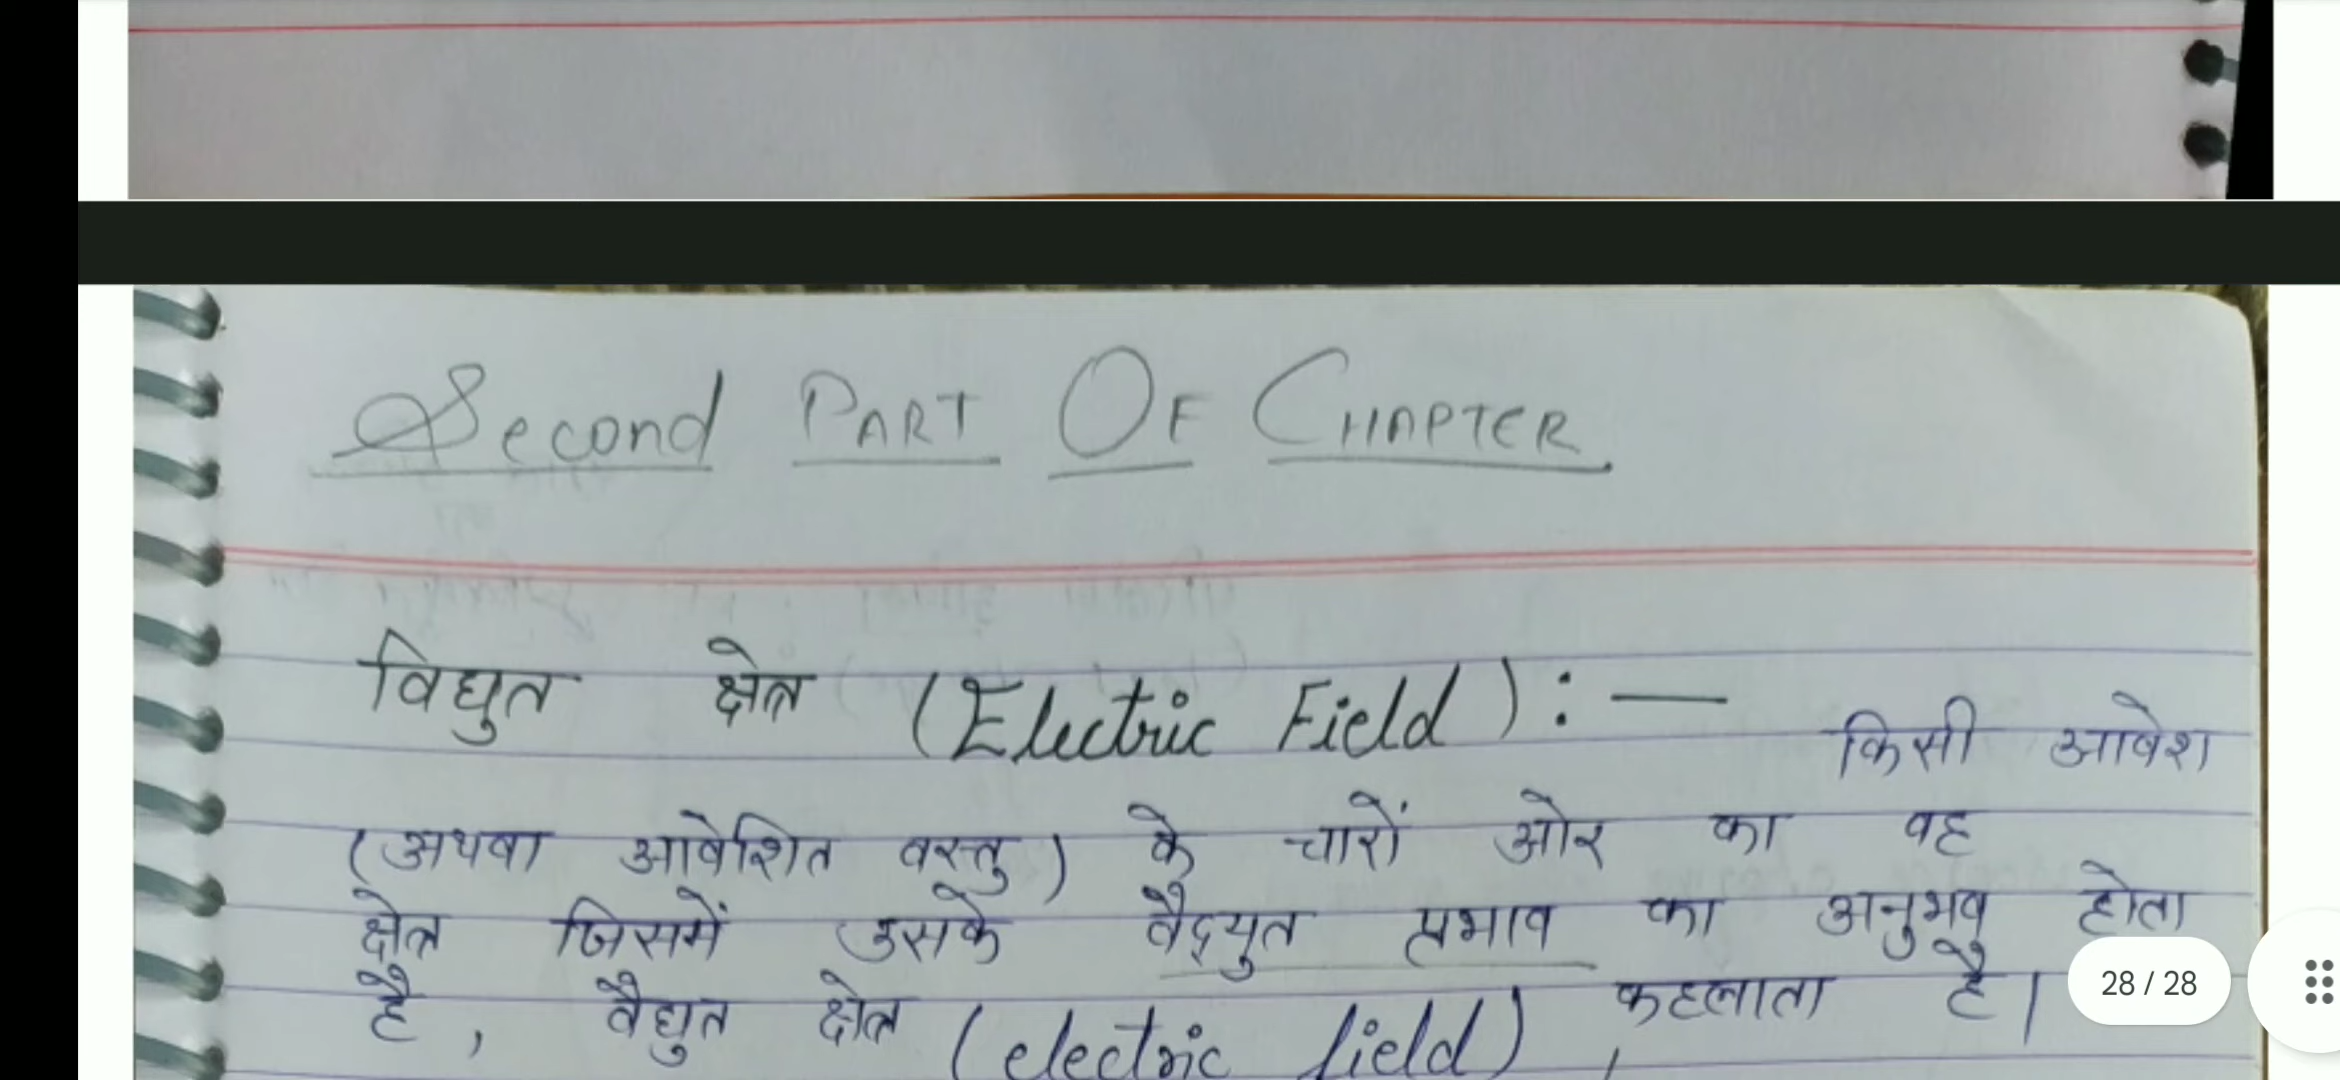 Second PART OF CHAPTER
विद्युत क्षेत्र (Electric Field) : —
किसी आवेश
(अथवा आवेशित वस्तु) के चारों ओर का वह
क्षेत्र जिसमें उसके वैद्युत प्रभाव का अनुभव होता
है, वैद्युत क्षेत्र (electric field) कहलाता है।
28 / 28